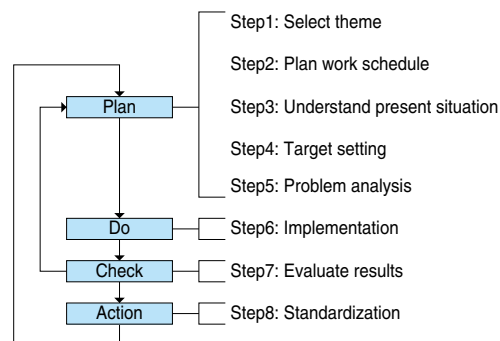 Step1: Select theme
Step2: Plan work schedule
Plan
Step3: Understand present situation
Step4: Target setting
Step5: Problem analysis
Do
Step6: Implementation
Check
Step7: Evaluate results
Action
Step8: Standardization